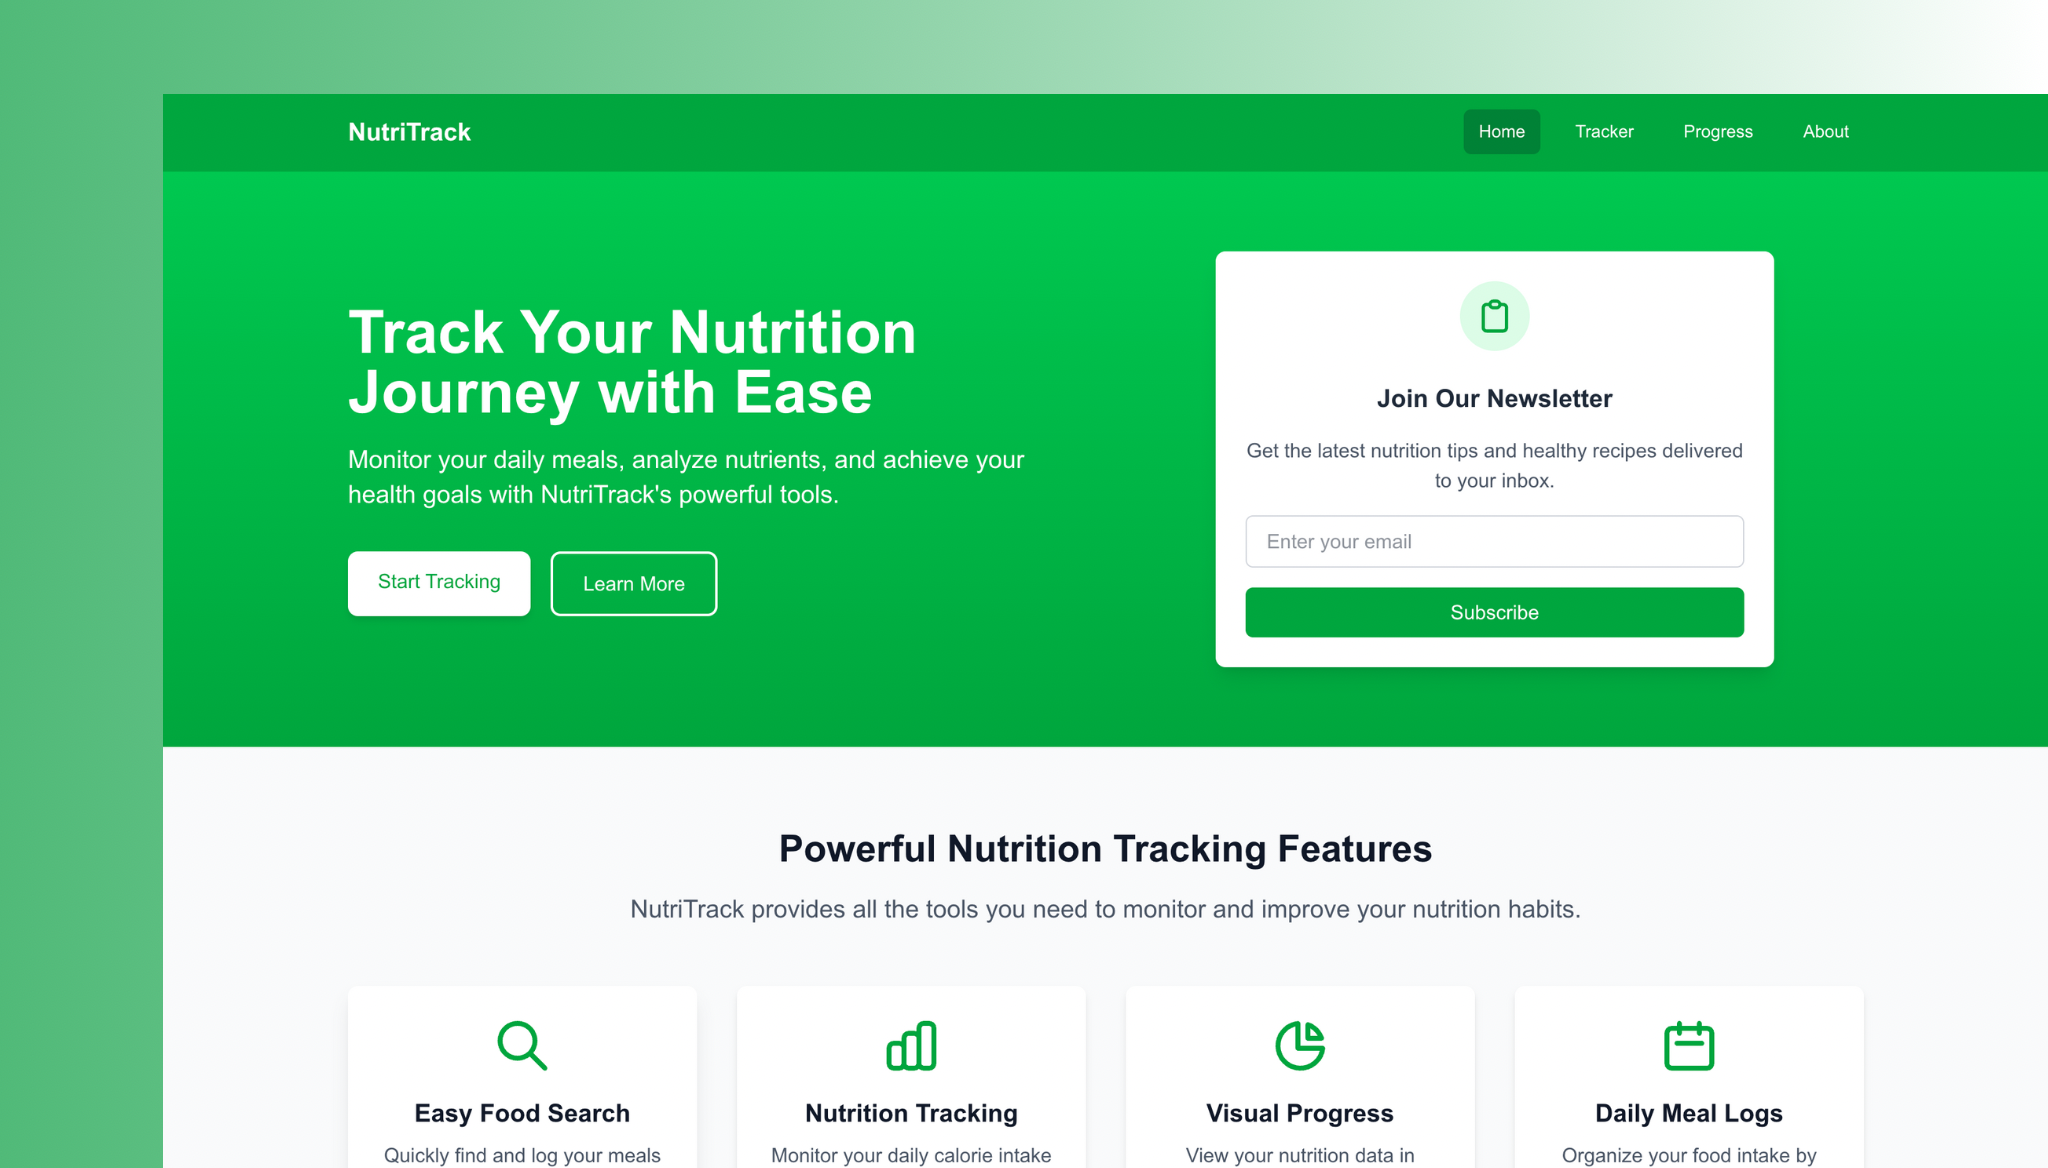 NutriTrack
Home
Tracker
Progress
About
Track Your Nutrition
Journey with Ease
Monitor your daily meals, analyze nutrients, and achieve your
health goals with NutriTrack's powerful tools.
Start Tracking
Learn More
Join Our Newsletter
Get the latest nutrition tips and healthy recipes delivered
to your inbox.
Enter your email
Subscribe
Powerful Nutrition Tracking Features
NutriTrack provides all the tools you need to monitor and improve your nutrition habits.
Easy Food Search
Quickly find and log your meals
Nutrition Tracking
Monitor your daily calorie intake
Visual Progress
View your nutrition data in
Daily Meal Logs
Organize your food intake by